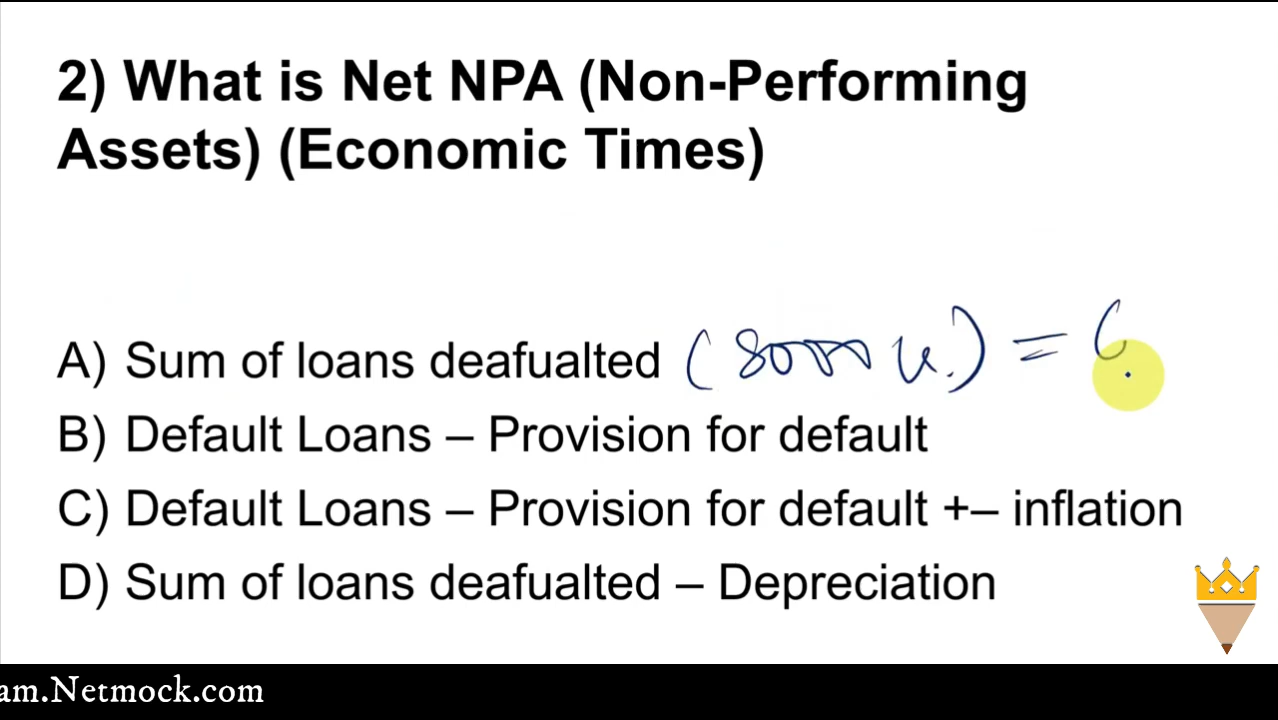 2) What is Net NPA (Non-Performing
Assets) (Economic Times)
A) Sum of loans deafualted (8000 ) =
B) Default Loans – Provision for default
C) Default Loans – Provision for default +– inflation
D) Sum of loans deafualted – Depreciation
am.Netmock.com